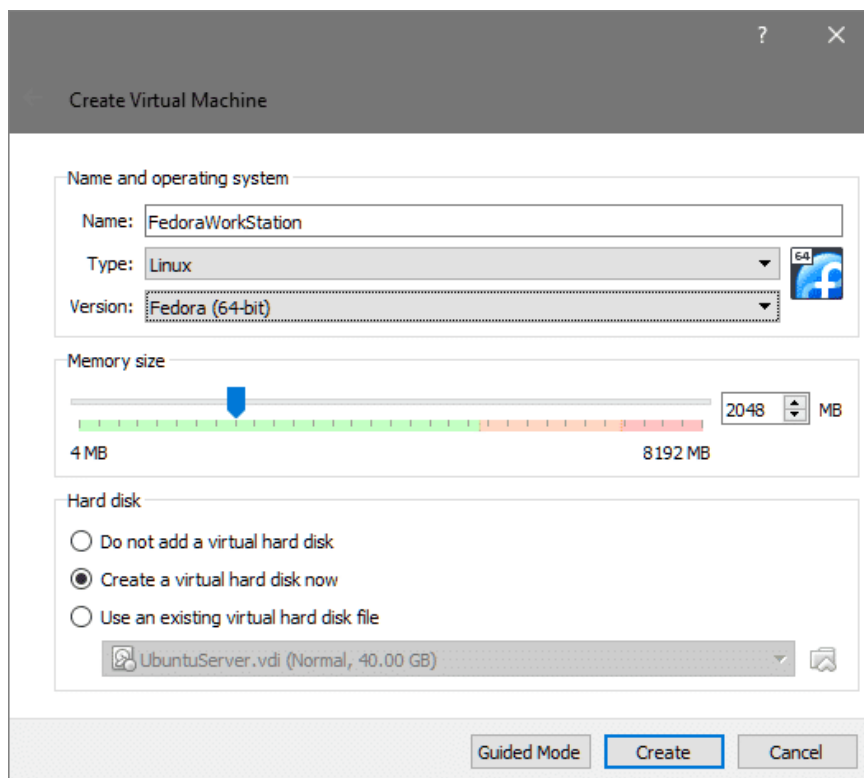 ?
Create Virtual Machine
Name and operating system
Name: FedoraWorkStation
Type: Linux
64
Version: Fedora (64-bit)
Memory size
2048 MB
4 MB 8192 MB
Hard disk
Do not add a virtual hard disk
Create a virtual hard disk now
Use an existing virtual hard disk file
UbuntuServer.vdi (Normal, 40.00 GB)
Guided Mode Create Cancel